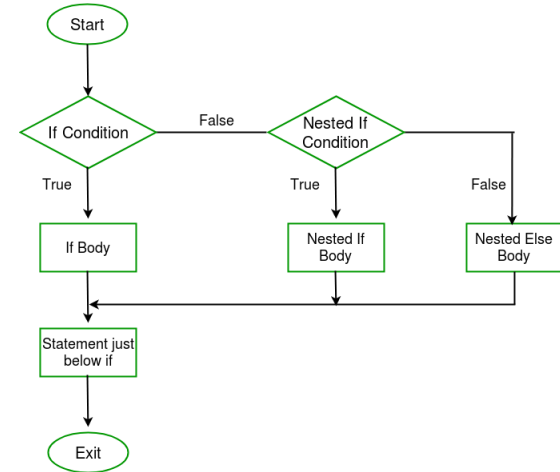 Start
If Condition
False
Nested If
Condition
True
True
False
If Body
Nested If
Body
Nested Else
Body
Statement just
below if
Exit